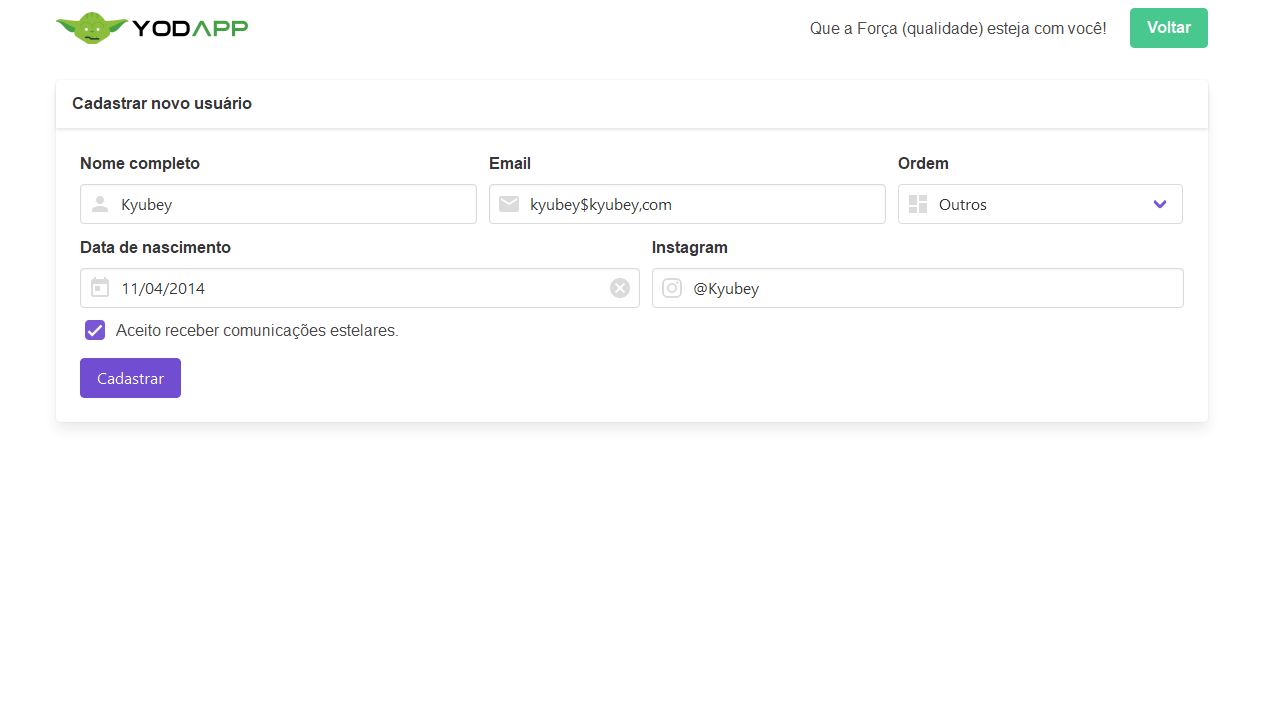 YODAPP
Que a Força (qualidade) esteja com você!
Voltar
Cadastrar novo usuário
Nome completo
Email
Ordem
Kyubey
kyubey$kyubey,com
Outros
Data de nascimento
Instagram
11/04/2014
@Kyubey
Aceito receber comunicações estelares.
Cadastrar